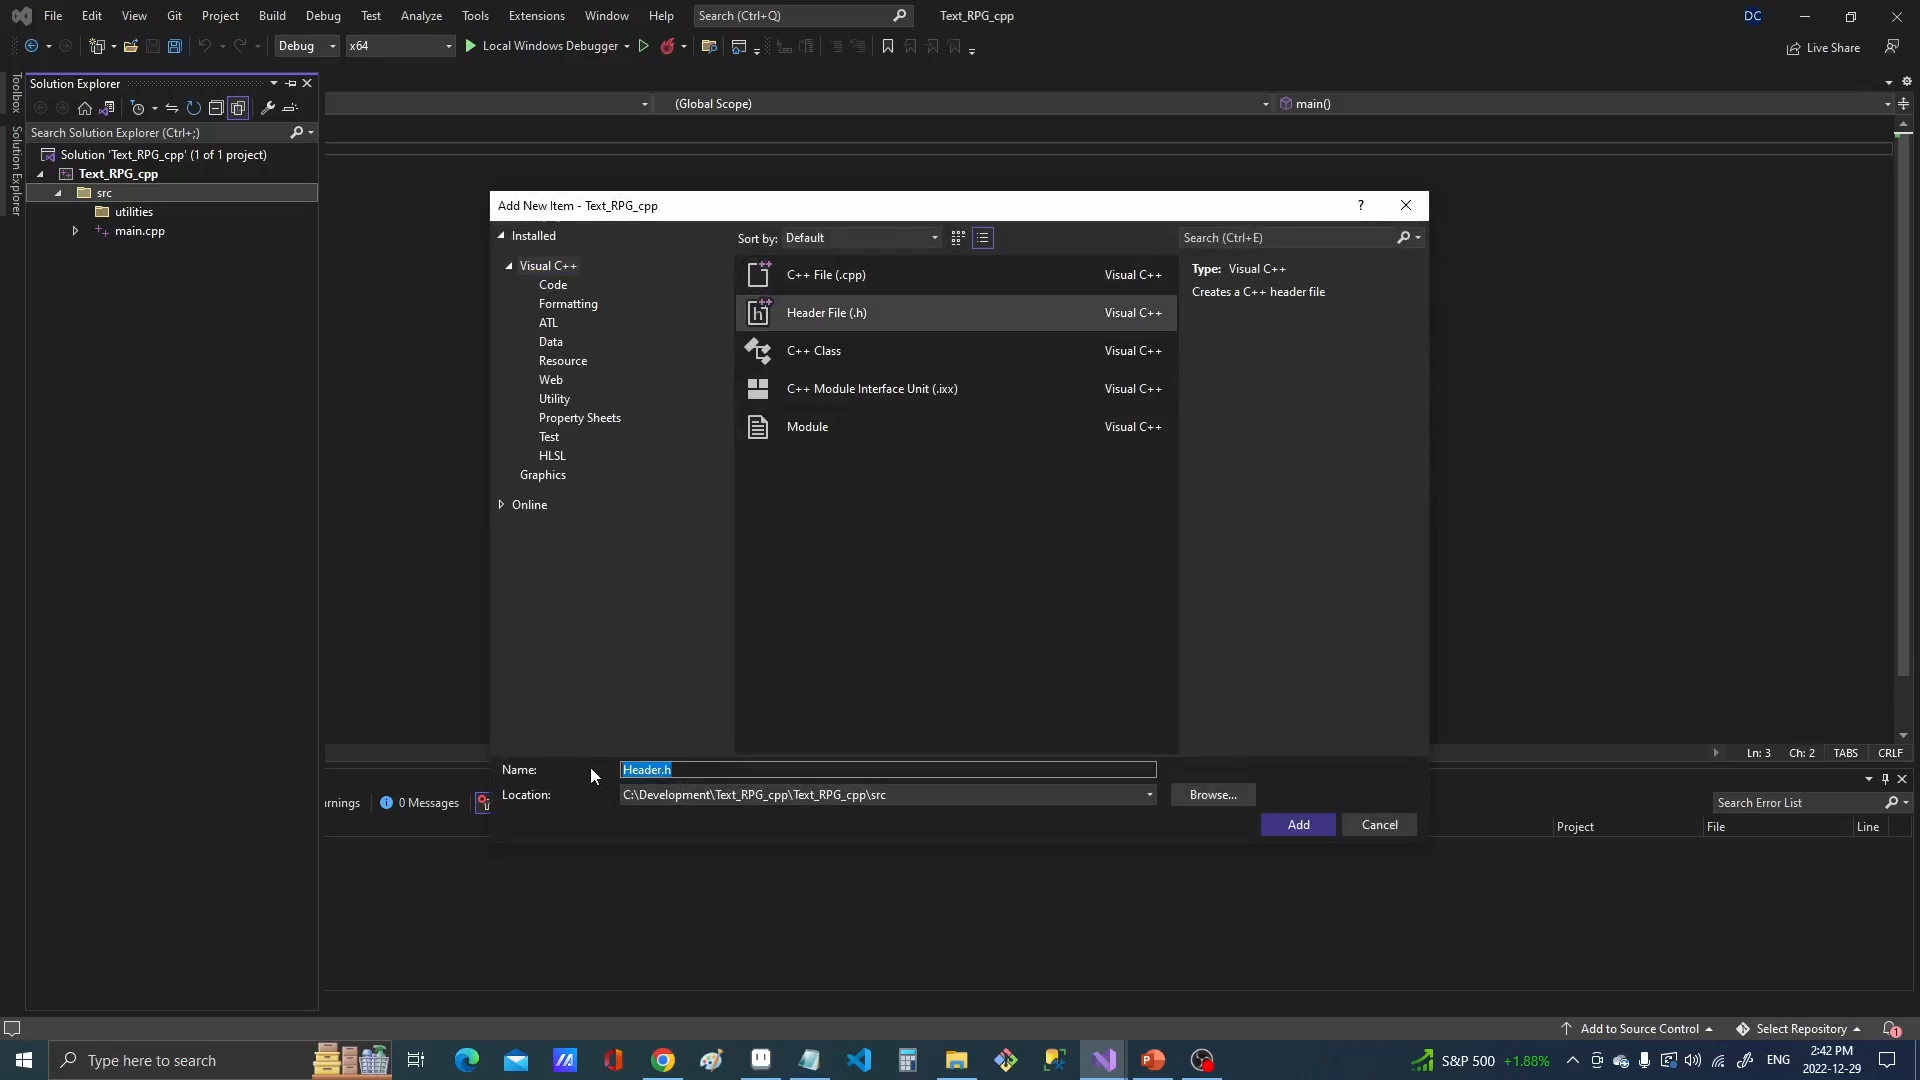 File Edit View Git Project Build Debug Test Analyze Tools Extensions Window Help Search (Ctrl+Q) Text_RPG_cpp DC
Debug x64 Local Windows Debugger Live Share
Toolbox
Solution Explorer
Solution Explorer
(Global Scope) main()
Search Solution Explorer (Ctrl+;)
Solution 'Text_RPG_cpp' (1 of 1 project)
Text_RPG_cpp
src
utilities
main.cpp
Add New Item - Text_RPG_cpp ?
Installed
Sort by: Default
Search (Ctrl+E)
Visual C++
Code
Formatting
ATL
Data
Resource
Web
Utility
Property Sheets
Test
HLSL
Graphics
Online
C++ File (.cpp) Visual C++
Header File (.h) Visual C++
C++ Class Visual C++
C++ Module Interface Unit (.ixx) Visual C++
Module Visual C++
Type: Visual C++
Creates a C++ header file
Name: Header.h
Location: C:\Development\Text_RPG_cpp\Text_RPG_cpp\src Browse...
Add Cancel
Ln: 3 Ch: 2 TABS CRLF
rnings 0 Messages
Search Error List
Project File Line
Add to Source Control Select Repository 1
Type here to search
S&P 500 +1.88% ENG 2:42 PM
2022-12-29